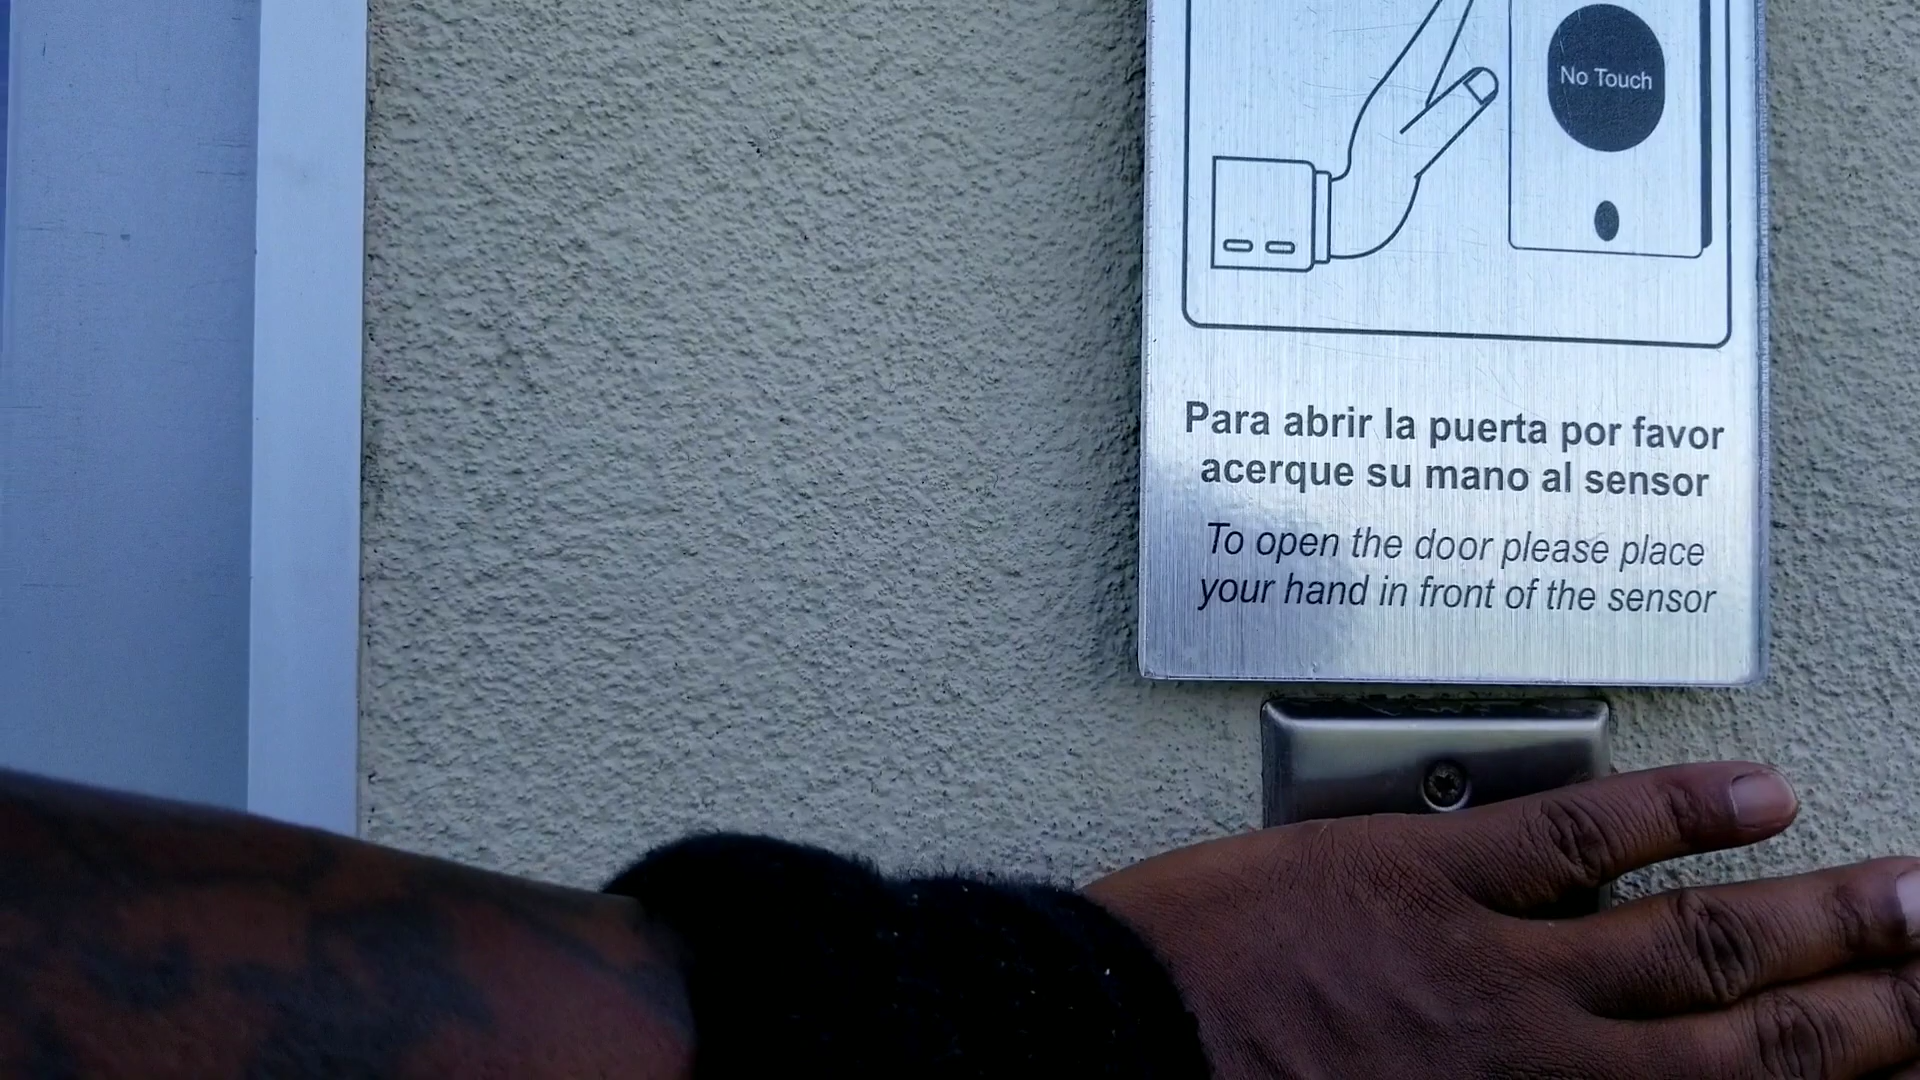 No Touch
Para abrir la puerta por favor
acerque su mano al sensor
To open the door please place
your hand in front of the sensor